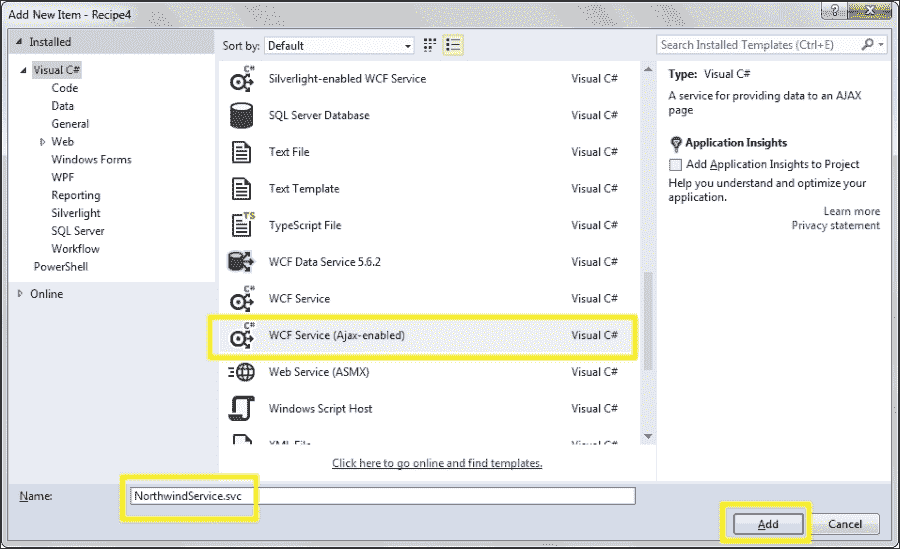 Add New Item - Recipe4
Installed
Sort by: Default
Search Installed Templates (Ctrl+E)
Visual C#
Code
Data
General
Web
Windows Forms
WPF
Reporting
Silverlight
SQL Server
Workflow
PowerShell
Online
C#
Silverlight-enabled WCF Service Visual C#
SQL Server Database Visual C#
Text File Visual C#
Text Template Visual C#
TS
TypeScript File Visual C#
WCF Data Service 5.6.2 Visual C#
C#
WCF Service Visual C#
C#
WCF Service (Ajax-enabled) Visual C#
Web Service (ASMX) Visual C#
Windows Script Host Visual C#
XML File Visual C#
Click here to go online and find templates.
Type: Visual C#
A service for providing data to an AJAX
page
Application Insights
Add Application Insights to Project
Help you understand and optimize your
application.
Learn more
Privacy statement
Name: NorthwindService.svc
Add Cancel